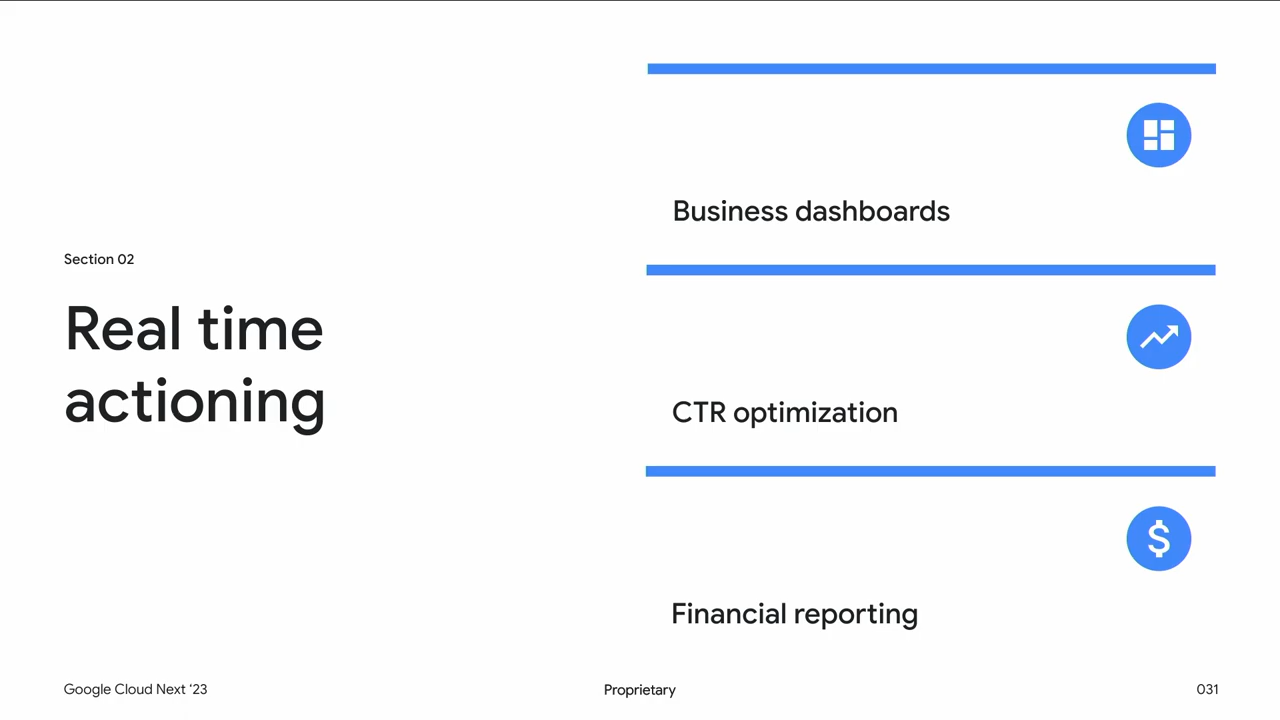 Section 02
Real time
actioning
Business dashboards
CTR optimization
$
Financial reporting
Google Cloud Next ‘23
Proprietary
031